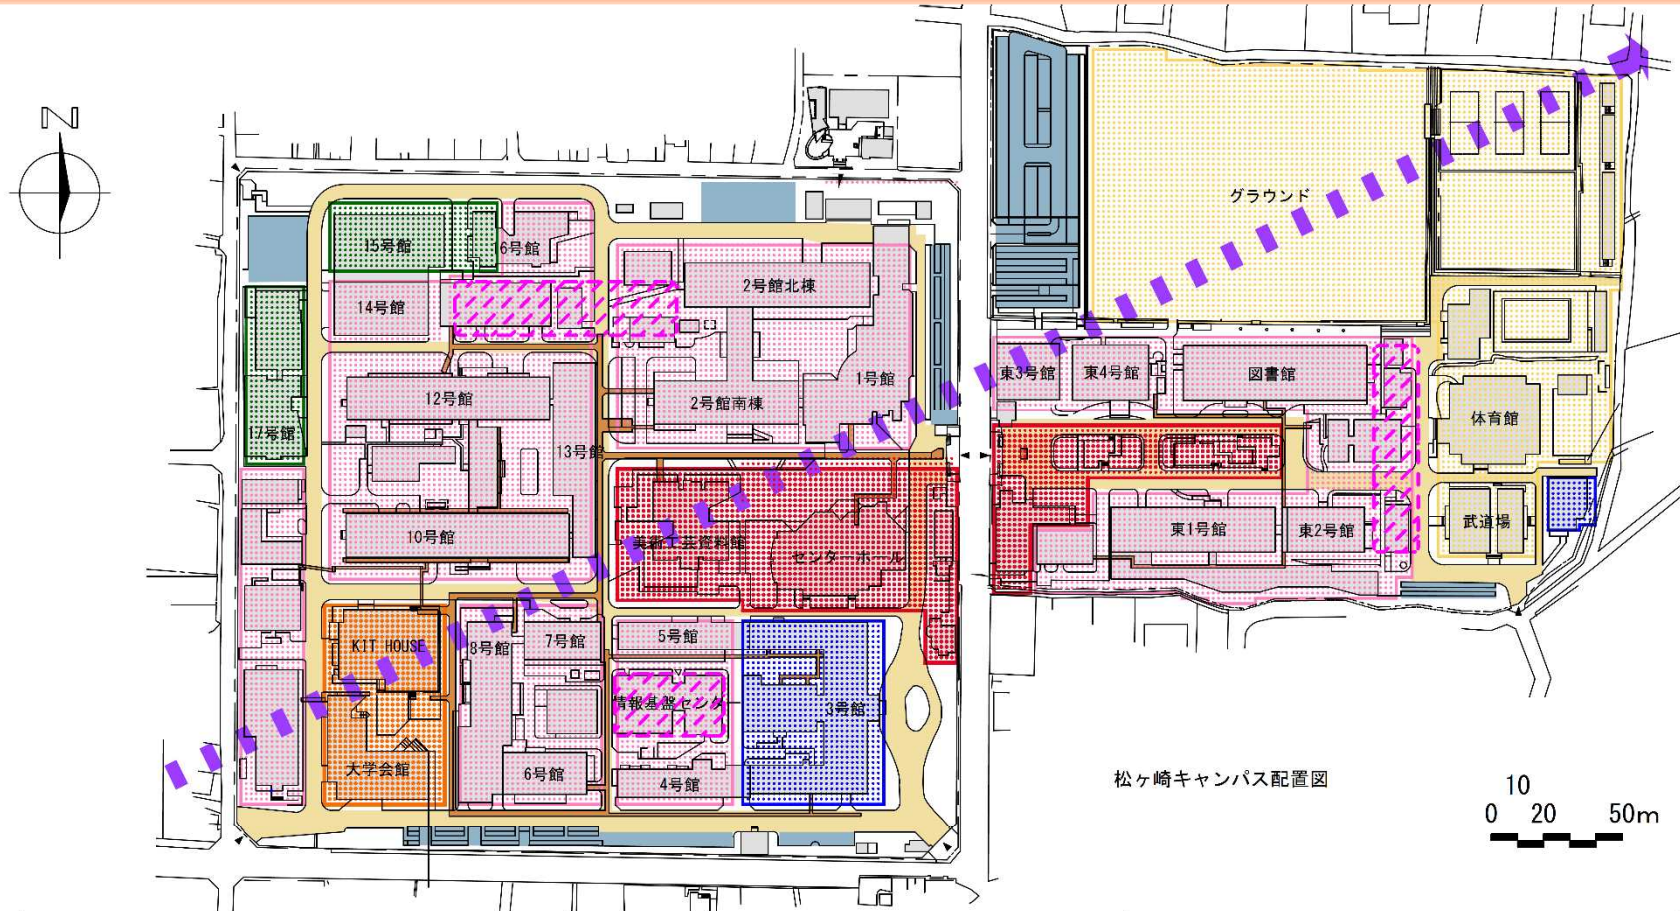 N
グラウンド
15号館
16号館
14号館
2号館北棟
1号館
東3号館
東4号館
図書館
12号館
2号館南棟
体育館
17号館
13号館
10号館
美術工芸資料館
センターホール
東1号館
東2号館
武道場
KIT HOUSE
8号館
7号館
5号館
情報基盤センタ
3号館
大学会館
6号館
4号館
松ヶ崎キャンパス配置図
10
0 20 50m